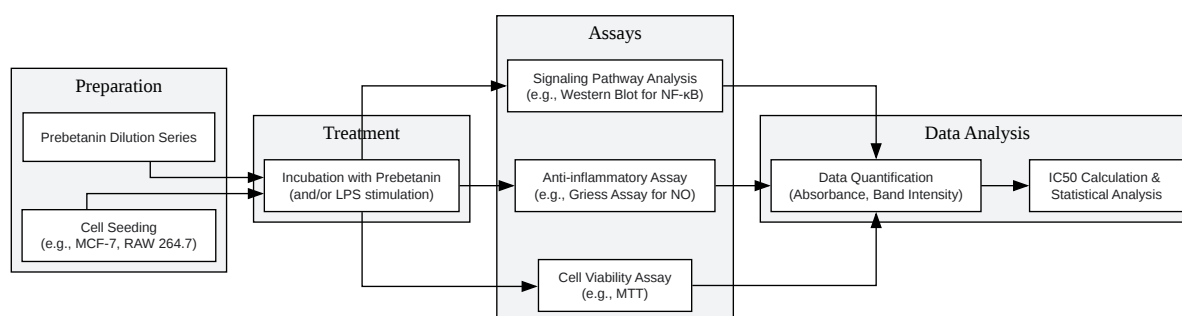 Preparation
Prebetanin Dilution Series
Cell Seeding
(e.g., MCF-7, RAW 264.7)
Treatment
Incubation with Prebetanin
(and/or LPS stimulation)
Assays
Signaling Pathway Analysis
(e.g., Western Blot for NF-κB)
Anti-inflammatory Assay
(e.g., Griess Assay for NO)
Cell Viability Assay
(e.g., MTT)
Data Analysis
Data Quantification
(Absorbance, Band Intensity)
IC50 Calculation &
Statistical Analysis